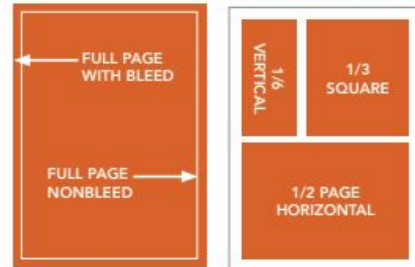 FULL PAGE
WITH BLEED
FULL PAGE
NONBLEED
1/6
VERTICAL
1/3
SQUARE
1/2 PAGE
HORIZONTAL